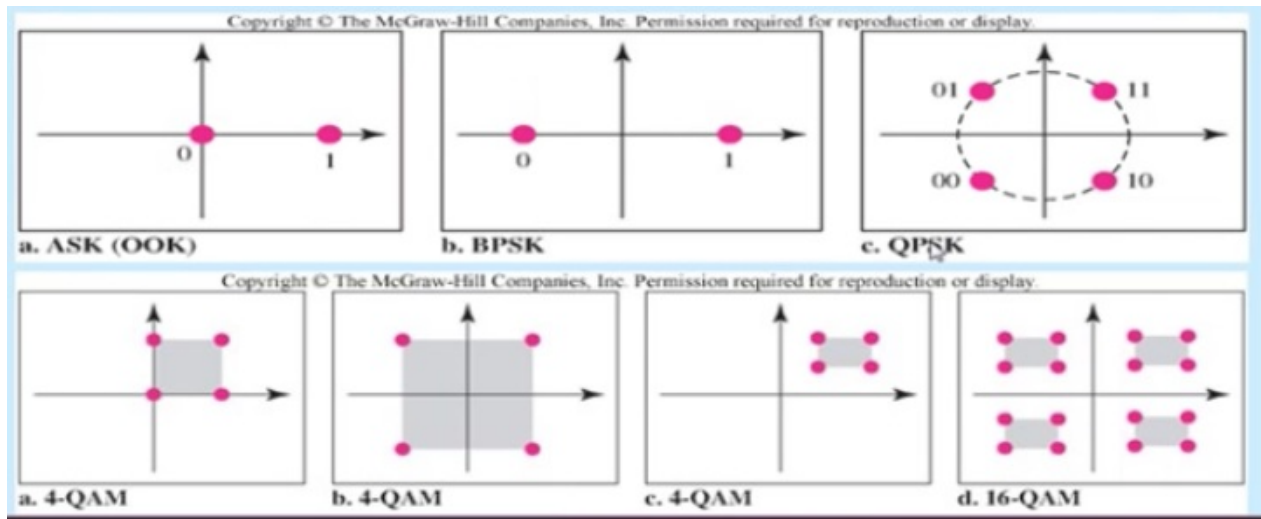 Copyright © The McGraw-Hill Companies, Inc. Permission required for reproduction or display.
0 1
a. ASK (OOK)
0 1
b. BPSK
01 11
00 10
c. QPSK
Copyright © The McGraw-Hill Companies, Inc. Permission required for reproduction or display.
a. 4-QAM
b. 4-QAM
c. 4-QAM
d. 16-QAM